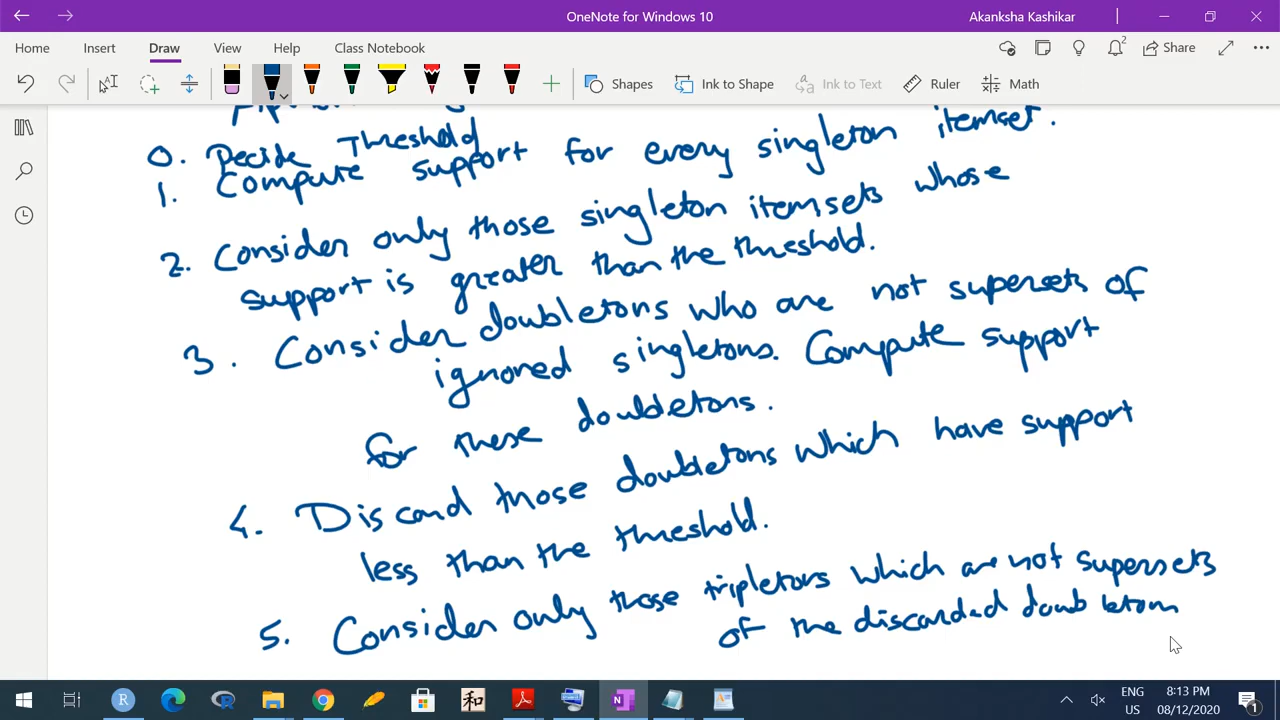 OneNote for Windows 10
Akanksha Kashikar
Home Insert Draw View Help Class Notebook
2
Share
Shapes Ink to Shape Ink to Text Ruler Math
0. Decide Threshold
1. Compute support for every singleton itemset.
2. Consider only those singleton itemsets whose
support is greater than the threshold.
3. Consider doubletons who are not supersets of
ignored singletons. Compute support
for these doubletons.
4. Discard those doubletons which have support
less than the threshold.
5. Consider only those tripletons which are not supersets
of the discarded doubletons
ENG
US
8:13 PM
08/12/2020
1